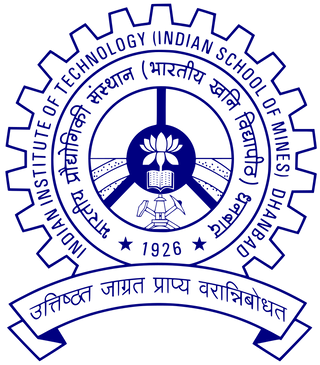 INDIAN INSTITUTE OF TECHNOLOGY (INDIAN SCHOOL OF MINES) DHANBAD
भारतीय प्रौद्योगिकी संस्थान (भारतीय खनि विद्यापीठ) धनबाद
1926
उत्तिष्ठत जाग्रत प्राप्य वरान्निबोधत